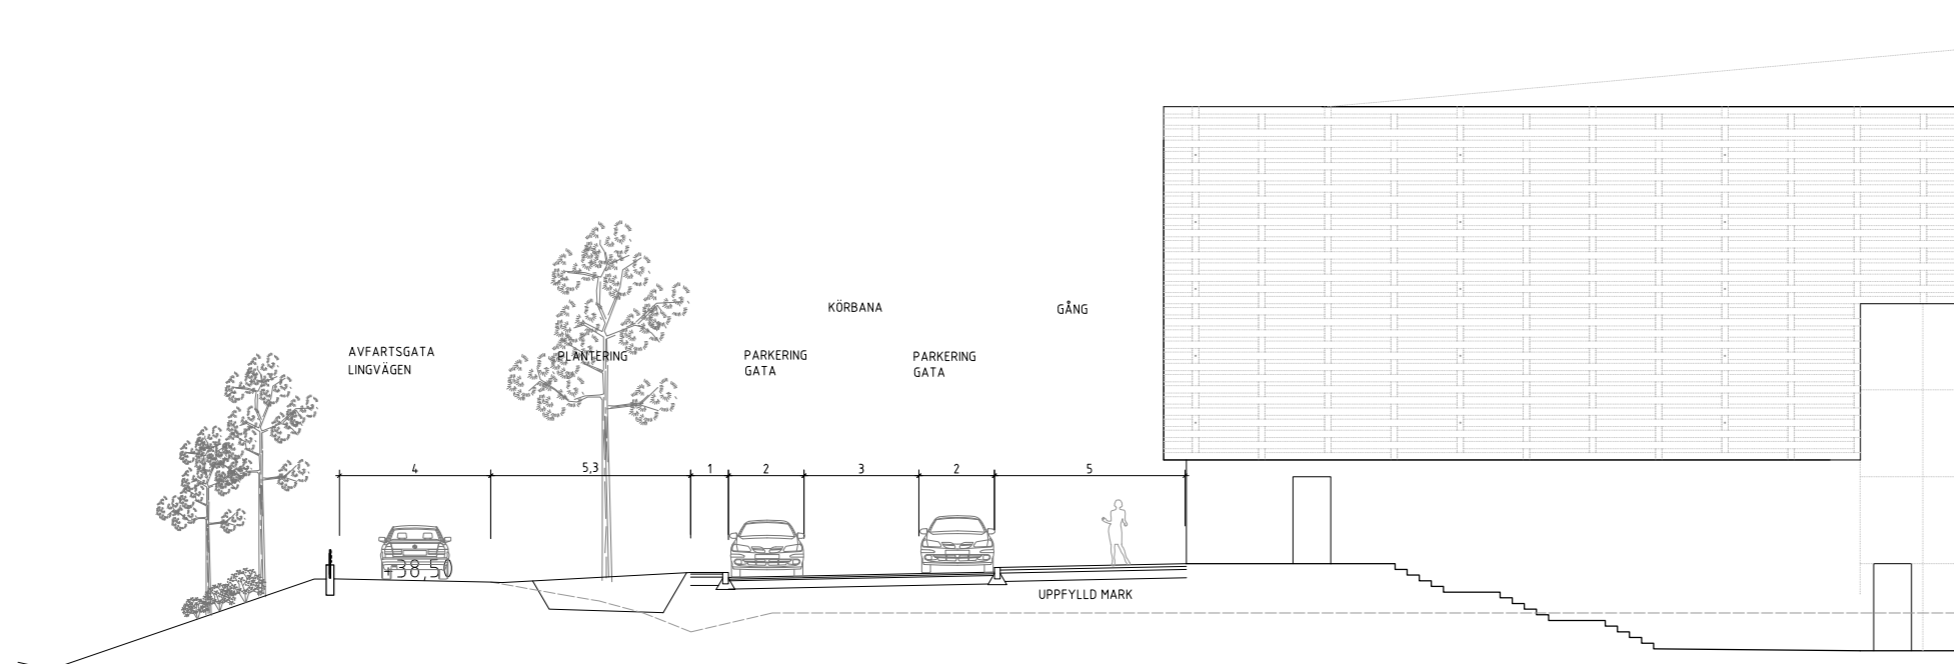 KÖRBANA
GÅNG
AVFARTSGATA
LINGVÄGEN
PLANTERING
PARKERING
GATA
PARKERING
GATA
4
5,3
1
2
3
2
5
+38,50
UPPFYLLD MARK